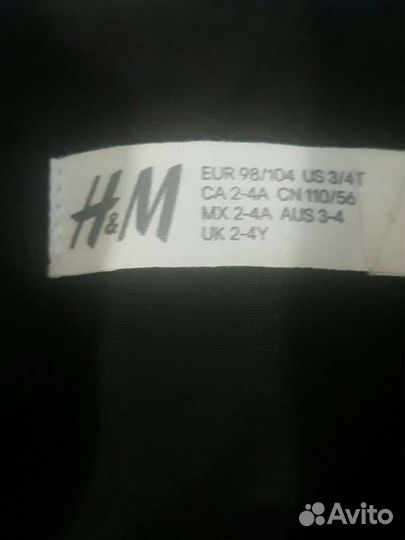 H&M
EUR 98/104 US 3/4T
CA 2-4A CN 110/56
MX 2-4A AUS 3-4
UK 2-4Y
Avito